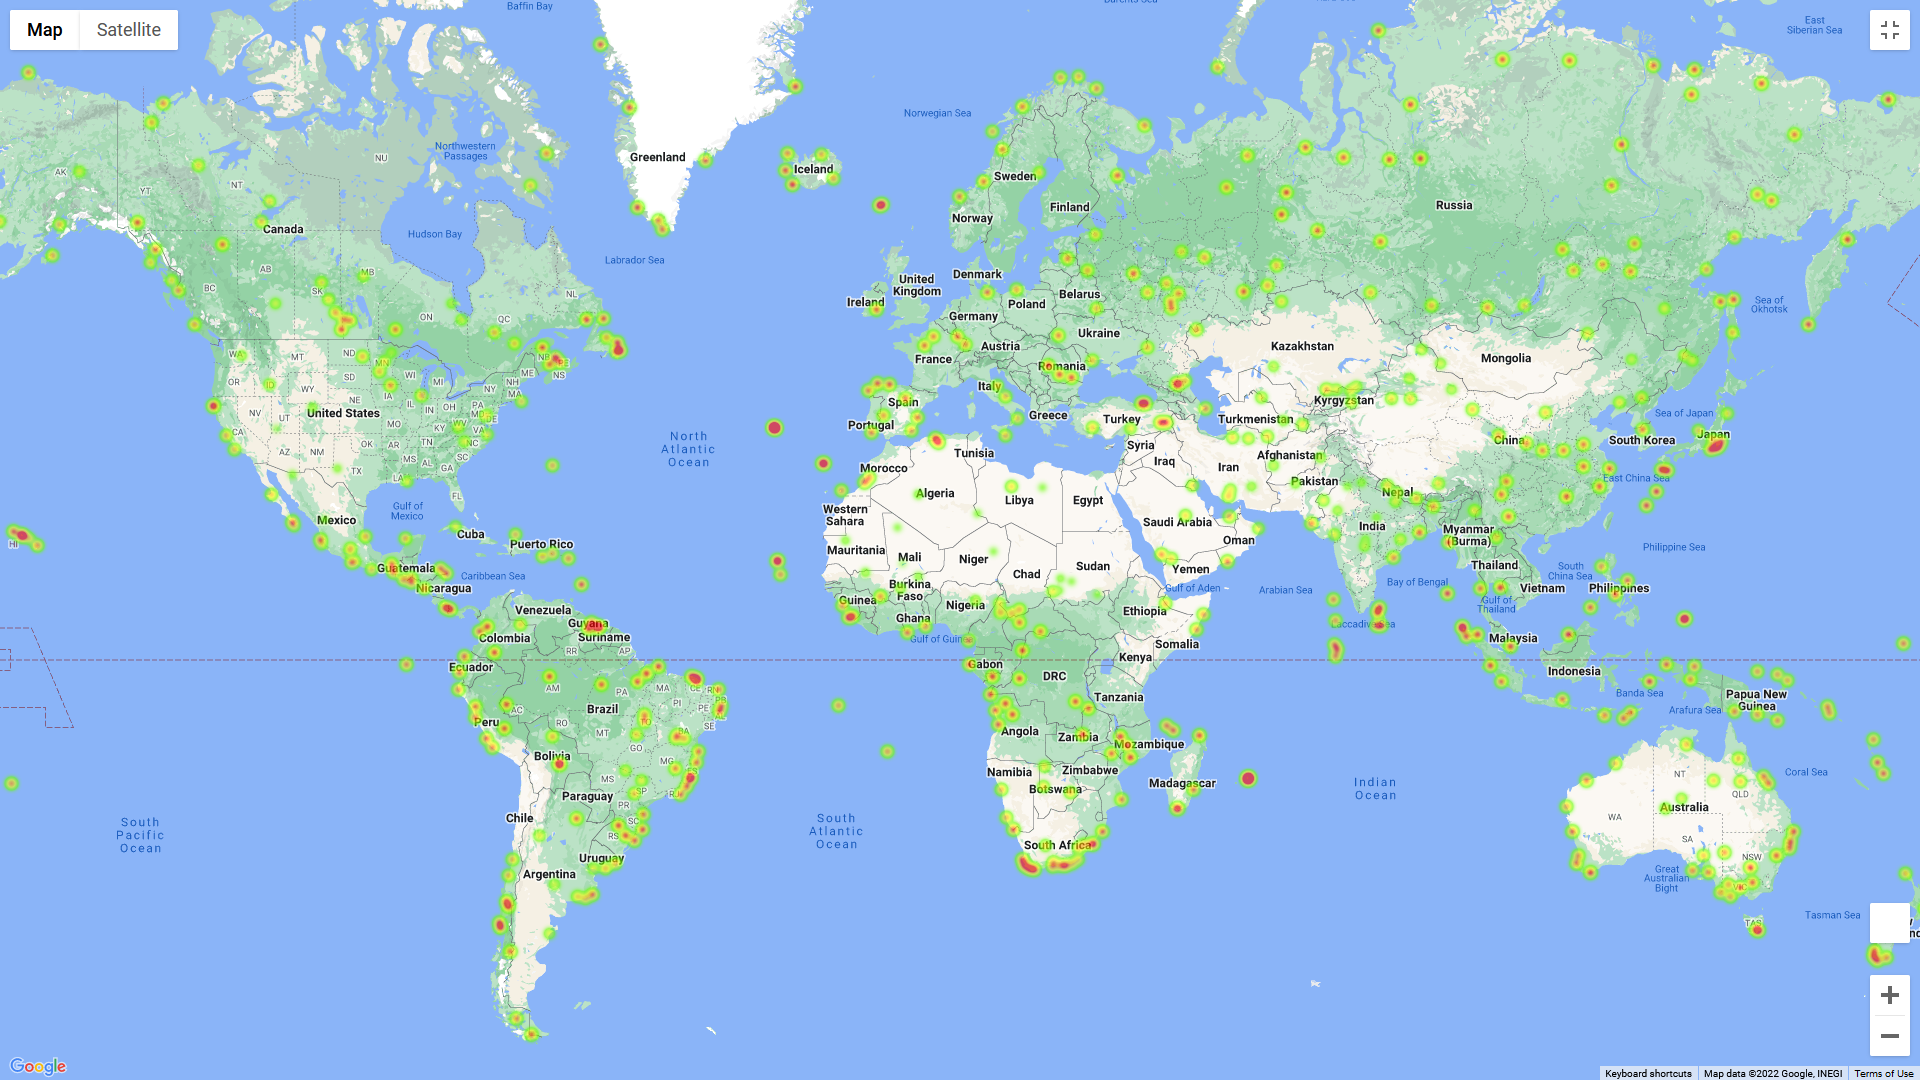 Baffin Bay
Barents Sea
Map
Satellite
East
Siberian Sea
Norwegian Sea
Northwestern
Passages
Greenland
NU
Iceland
AK
YT
NT
Sweden
Finland
Norway
Russia
Canada
Hudson Bay
Labrador Sea
AB
MB
BC
SK
NL
ON
QC
Denmark
United
Kingdom
Ireland
Poland
Belarus
Germany
Ukraine
Sea of
Okhotsk
WA
MT
ND
MN
NB
PE
NS
Austria
France
Kazakhstan
Mongolia
OR
ID
WY
SD
WI
MI
ME
NH
NY
MA
Romania
Italy
NE
IA
IL
IN
OH
PA
MD
DE
NV
UT
United States
KS
MO
KY
WV
VA
Spain
Portugal
Greece
Turkey
Turkmenistan
Kyrgyzstan
Sea of Japan
Japan
South Korea
China
CA
AZ
NM
OK
AR
TN
NC
SC
MS
AL
GA
TX
LA
FL
North
Atlantic
Ocean
Tunisia
Morocco
Syria
Iraq
Iran
Afghanistan
Pakistan
Nepal
East China Sea
Gulf of
Mexico
Algeria
Libya
Egypt
Western
Sahara
Saudi Arabia
India
Myanmar
(Burma)
Mexico
Cuba
Puerto Rico
HI
Mauritania
Mali
Niger
Chad
Sudan
Oman
Yemen
Philippine Sea
Thailand
South
China Sea
Guatemala
Caribbean Sea
Nicaragua
Burkina
Faso
Guinea
Nigeria
Ghana
Ethiopia
Gulf of Aden
Arabian Sea
Bay of Bengal
Vietnam
Philippines
Gulf of
Thailand
Venezuela
Guyana
Suriname
Colombia
Gulf of Guinea
Somalia
Laccadive Sea
Malaysia
RR
AP
Ecuador
Gabon
DRC
Kenya
Indonesia
AM
PA
MA
CE
RN
PB
PI
PE
SE
Tanzania
Banda Sea
Papua New
Guinea
Arafura Sea
AC
Brazil
RO
TO
Peru
MT
BA
GO
Angola
Zambia
Mozambique
Bolivia
MG
MS
ES
SP
RJ
Namibia
Zimbabwe
Botswana
Madagascar
NT
QLD
Coral Sea
Indian
Ocean
Paraguay
PR
Chile
SC
RS
South
Pacific
Ocean
South
Atlantic
Ocean
South Africa
Australia
WA
SA
NSW
Uruguay
Argentina
Great
Australian
Bight
VIC
Tasman Sea
TAS
Google
Keyboard shortcuts
Map data ©2022 Google, INEGI
Terms of Use